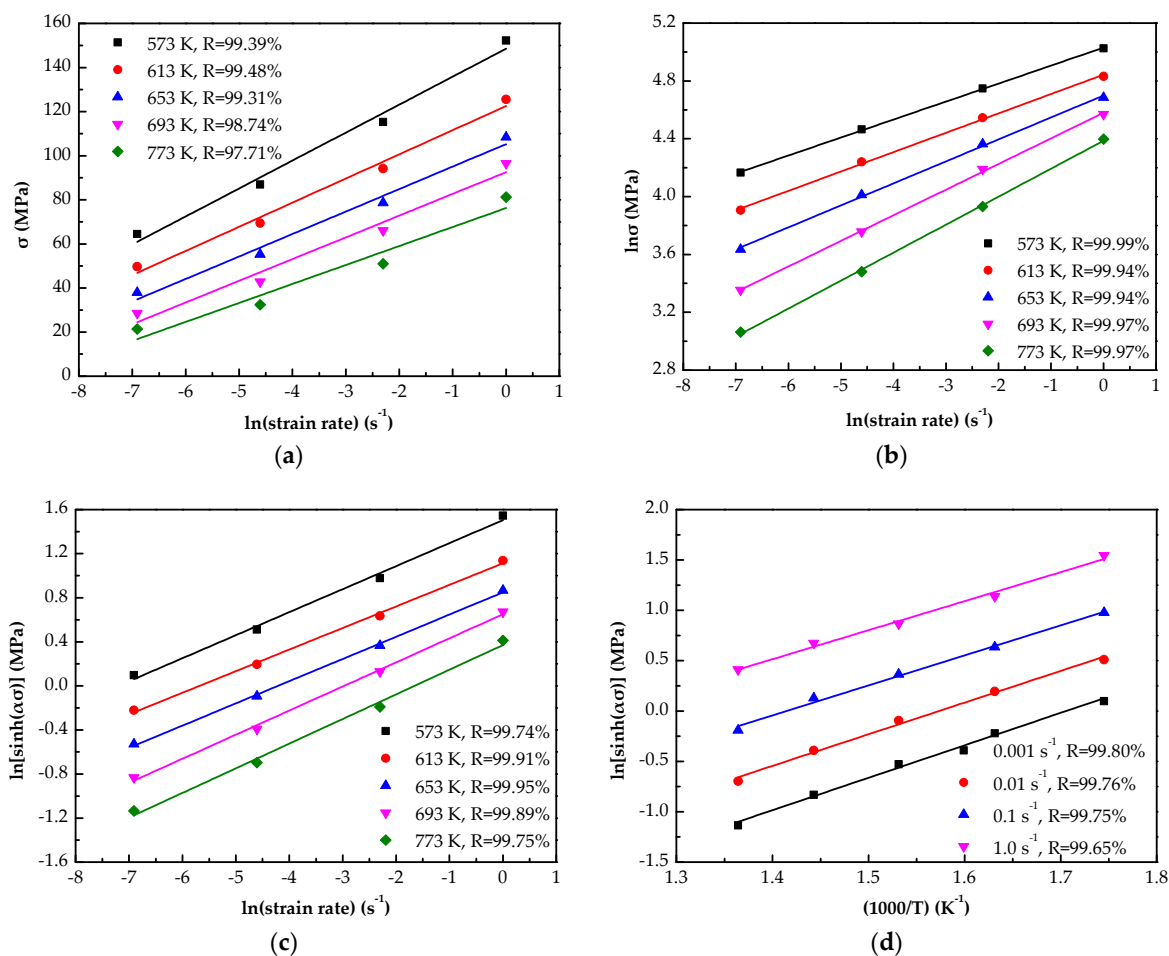 160
140
120
100
80
60
40
20
0
σ (MPa)
573 K, R=99.39%
613 K, R=99.48%
653 K, R=99.31%
693 K, R=98.74%
773 K, R=97.71%
-8 -7 -6 -5 -4 -3 -2 -1 0 1
ln(strain rate) (s⁻¹)
(a)
5.2
4.8
4.4
4.0
3.6
3.2
2.8
lnσ (MPa)
573 K, R=99.99%
613 K, R=99.94%
653 K, R=99.94%
693 K, R=99.97%
773 K, R=99.97%
-8 -7 -6 -5 -4 -3 -2 -1 0 1
ln(strain rate) (s⁻¹)
(b)
1.6
1.2
0.8
0.4
0.0
-0.4
-0.8
-1.2
-1.6
ln[sinh(ασ)] (MPa)
573 K, R=99.74%
613 K, R=99.91%
653 K, R=99.95%
693 K, R=99.89%
773 K, R=99.75%
-8 -7 -6 -5 -4 -3 -2 -1 0 1
ln(strain rate) (s⁻¹)
(c)
2.0
1.5
1.0
0.5
0.0
-0.5
-1.0
-1.5
ln[sinh(ασ)] (MPa)
0.001 s⁻¹, R=99.80%
0.01 s⁻¹, R=99.76%
0.1 s⁻¹, R=99.75%
1.0 s⁻¹, R=99.65%
1.3 1.4 1.5 1.6 1.7 1.8
(1000/T) (K⁻¹)
(d)